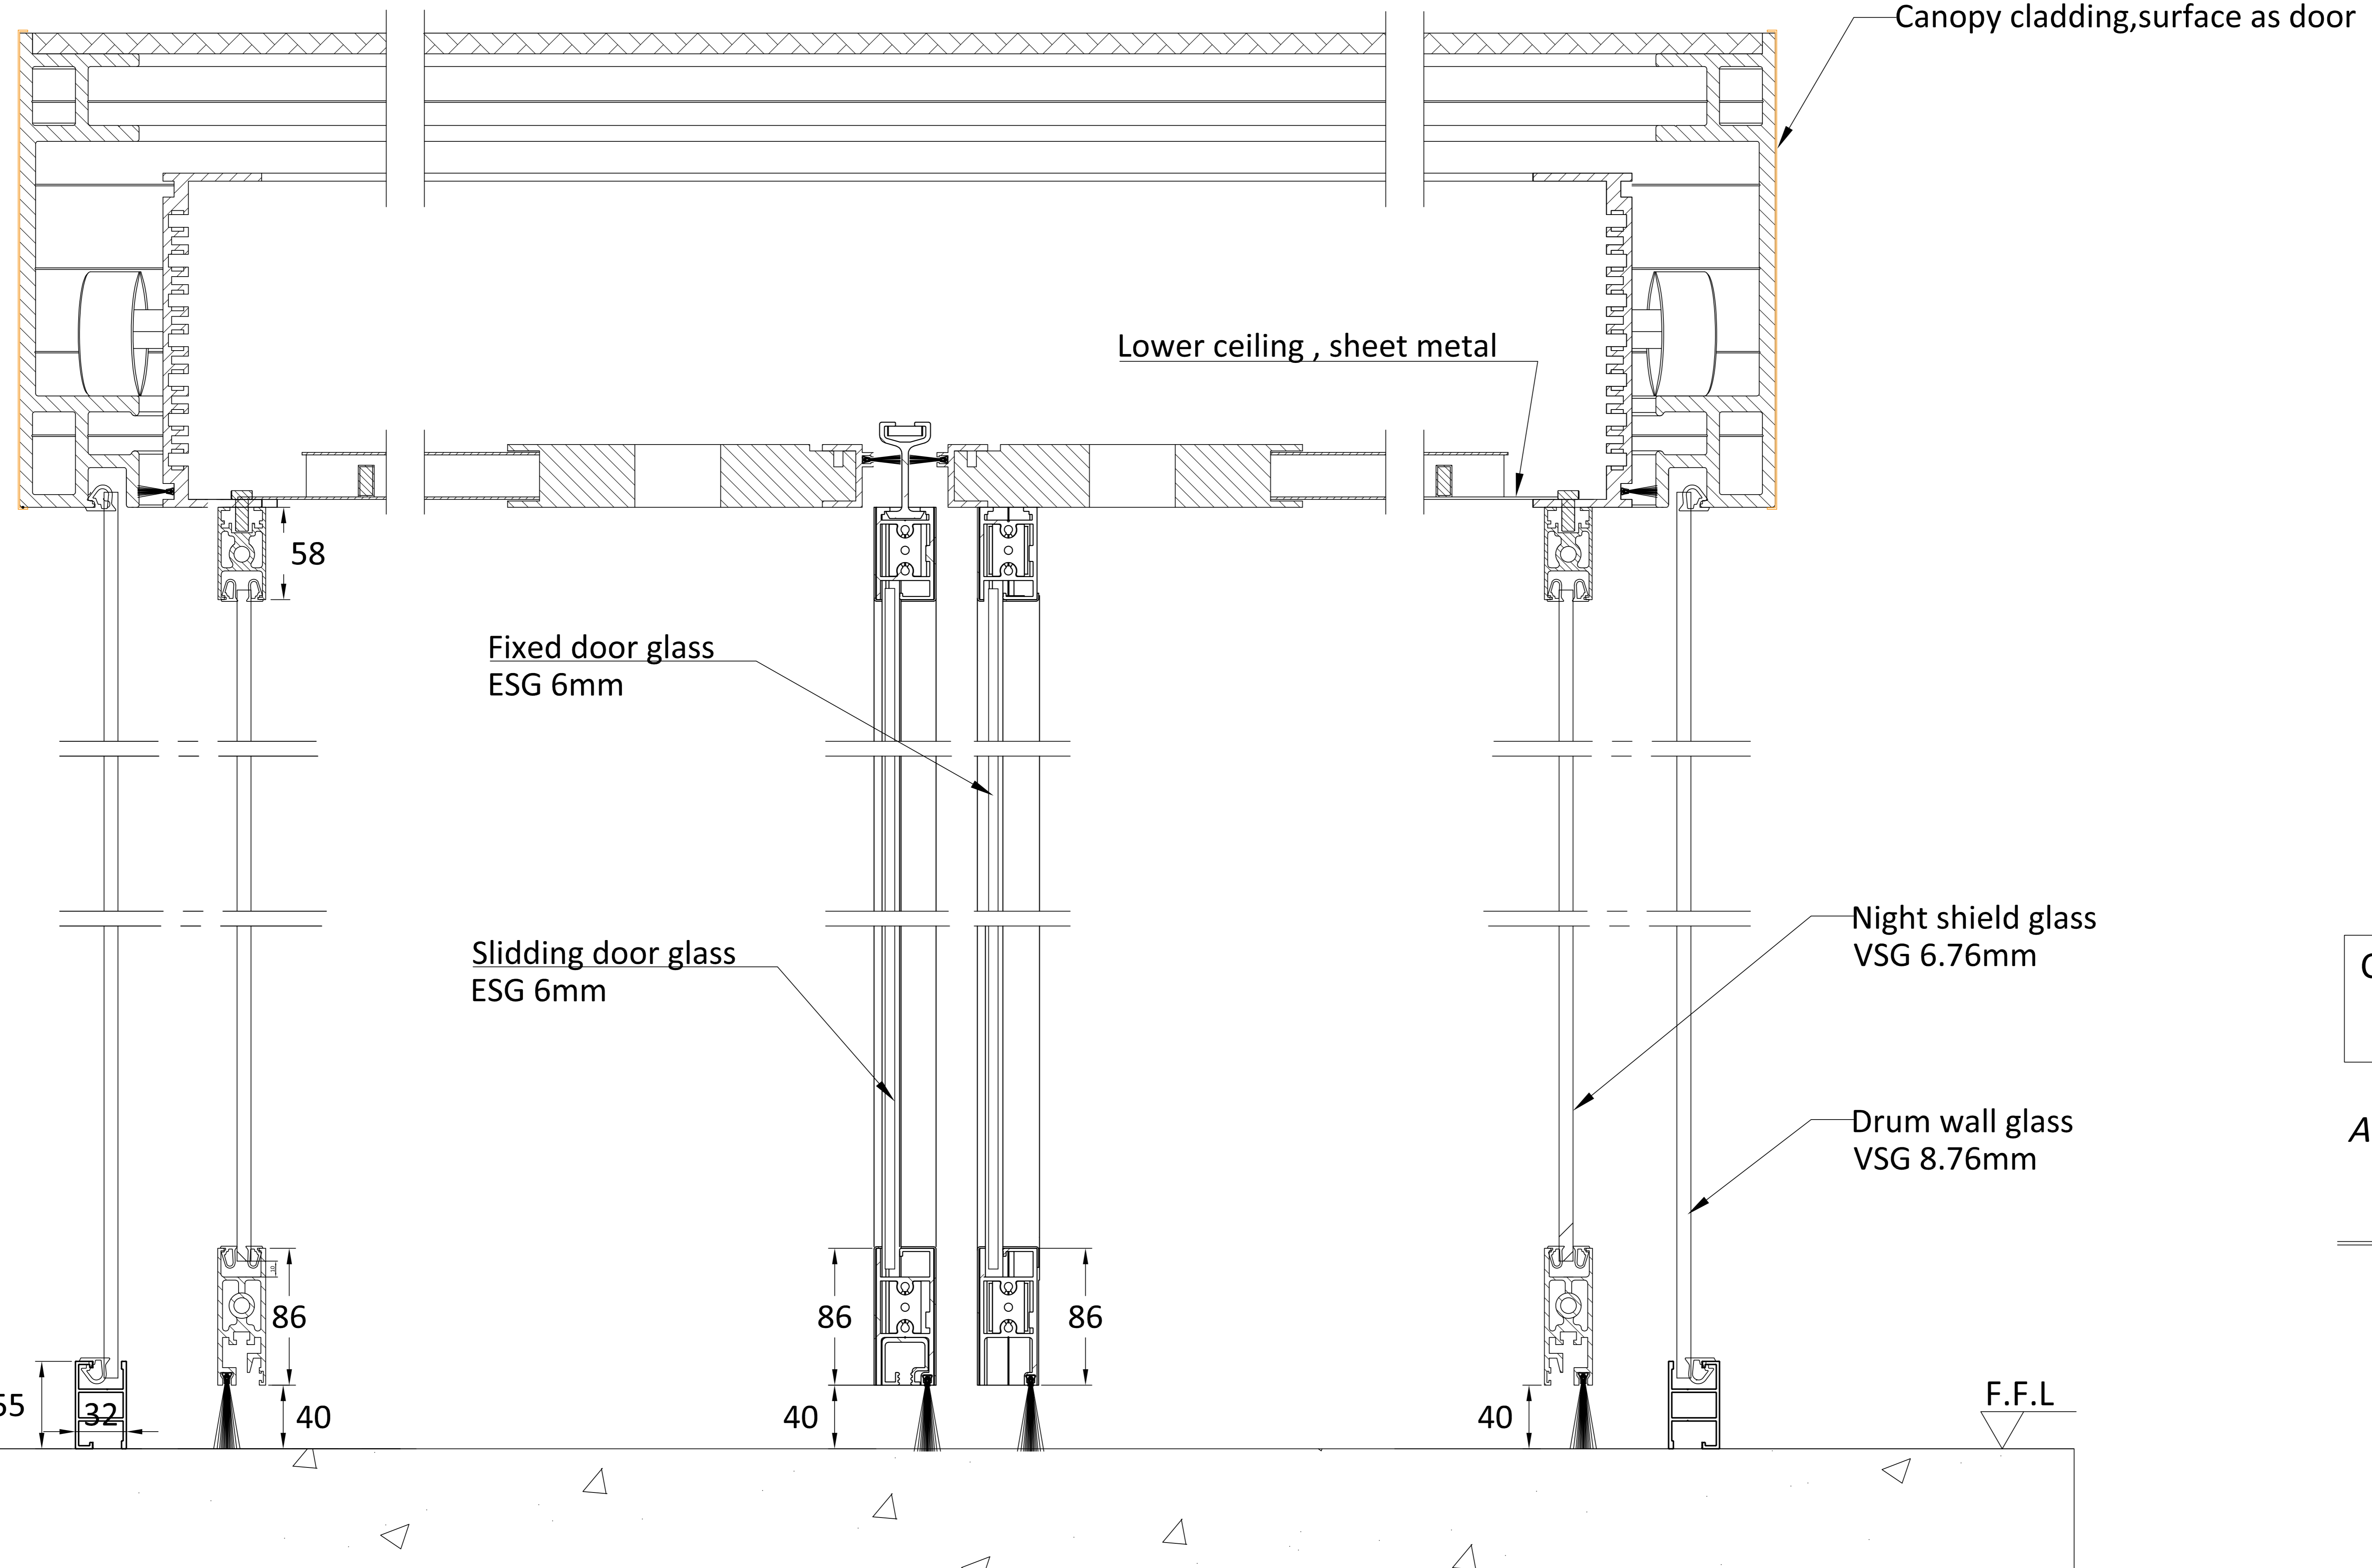 Canopy cladding,surface as door
Lower ceiling , sheet metal
58
Fixed door glass
ESG 6mm
Night shield glass
VSG 6.76mm
Slidding door glass
ESG 6mm
Drum wall glass
VSG 8.76mm
10
86
86
86
F.F.L
32
40
40
40
A